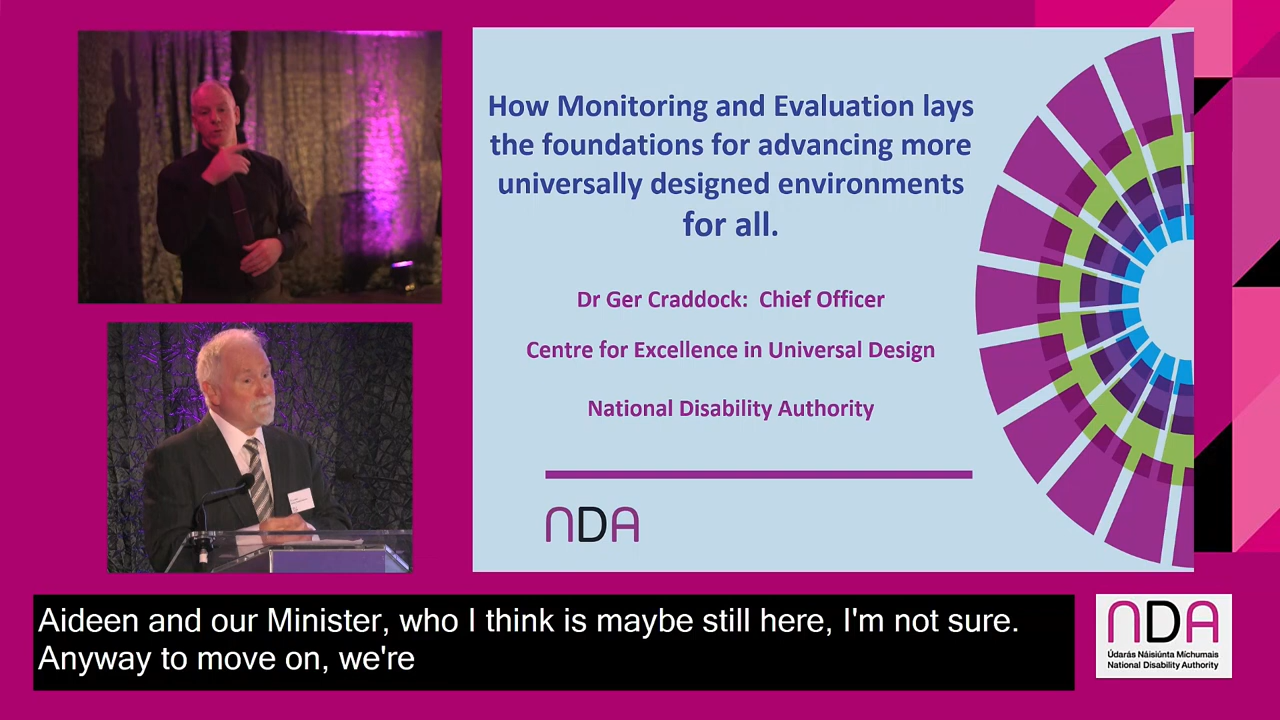 How Monitoring and Evaluation lays
the foundations for advancing more
universally designed environments
for all.
Dr Ger Craddock: Chief Officer
Centre for Excellence in Universal Design
National Disability Authority
NDA
Aideen and our Minister, who I think is maybe still here, I'm not sure.
Anyway to move on, we're
NDA
Údarás Náisiúnta Míchumais
National Disability Authority